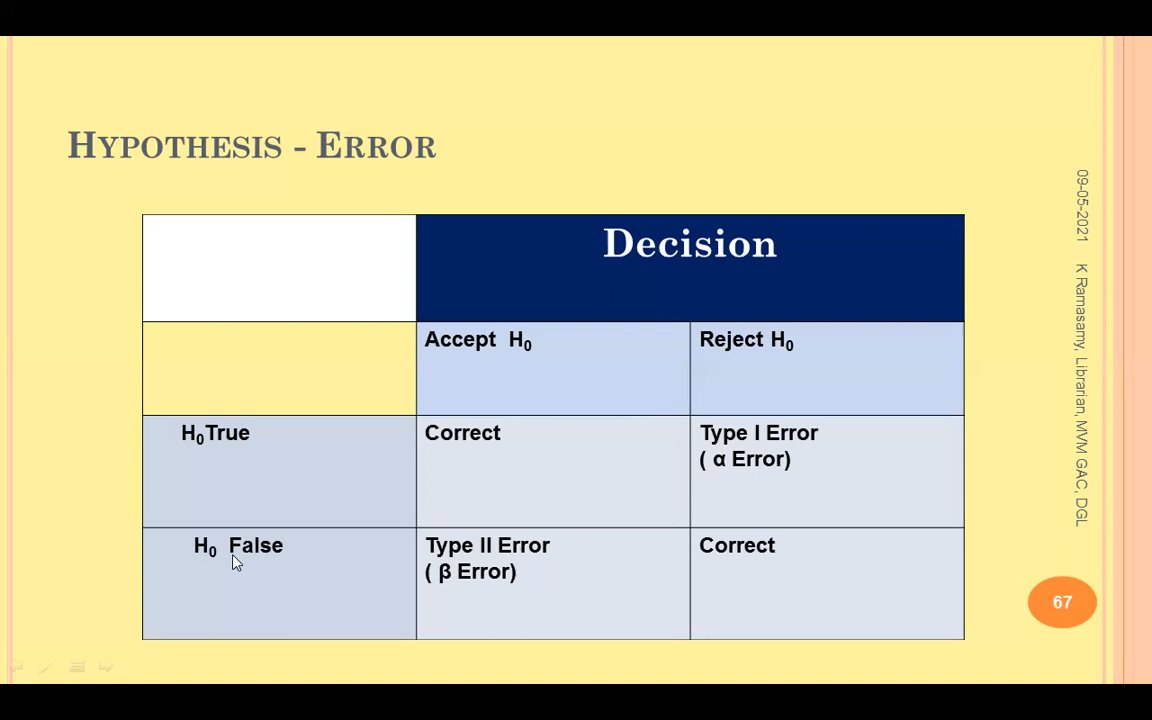 HYPOTHESIS - ERROR
Decision
Accept H₀
Reject H₀
H₀True
Correct
Type I Error
( α Error)
H₀ False
Type II Error
( β Error)
Correct
09-05-2021 K Ramasamy, Librarian, MVM GAC, DGL
67